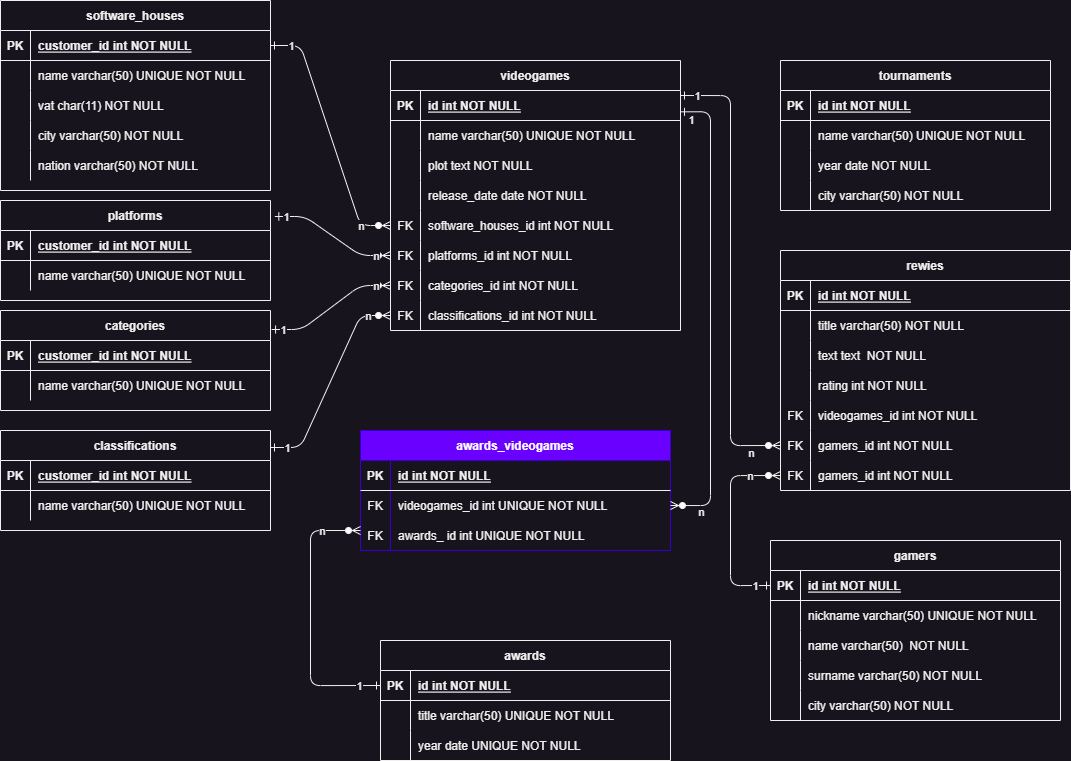 software_houses
PK customer_id int NOT NULL
name varchar(50) UNIQUE NOT NULL
vat char(11) NOT NULL
city varchar(50) NOT NULL
nation varchar(50) NOT NULL
1
n
platforms
PK customer_id int NOT NULL
name varchar(50) UNIQUE NOT NULL
1
n
categories
PK customer_id int NOT NULL
name varchar(50) UNIQUE NOT NULL
1
n
classifications
PK customer_id int NOT NULL
name varchar(50) UNIQUE NOT NULL
1
n
videogames
PK id int NOT NULL
name varchar(50) UNIQUE NOT NULL
plot text NOT NULL
release_date date NOT NULL
FK software_houses_id int NOT NULL
FK platforms_id int NOT NULL
FK categories_id int NOT NULL
FK classifications_id int NOT NULL
1
1
awards_videogames
PK id int NOT NULL
FK videogames_id int UNIQUE NOT NULL
FK awards_ id int UNIQUE NOT NULL
n
n
awards
1
PK id int NOT NULL
title varchar(50) UNIQUE NOT NULL
year date UNIQUE NOT NULL
tournaments
PK id int NOT NULL
name varchar(50) UNIQUE NOT NULL
year date NOT NULL
city varchar(50) NOT NULL
rewies
PK id int NOT NULL
title varchar(50) NOT NULL
text text  NOT NULL
rating int NOT NULL
FK videogames_id int NOT NULL
FK gamers_id int NOT NULL
FK gamers_id int NOT NULL
n
n
gamers
1
PK id int NOT NULL
nickname varchar(50) UNIQUE NOT NULL
name varchar(50)  NOT NULL
surname varchar(50) NOT NULL
city varchar(50) NOT NULL